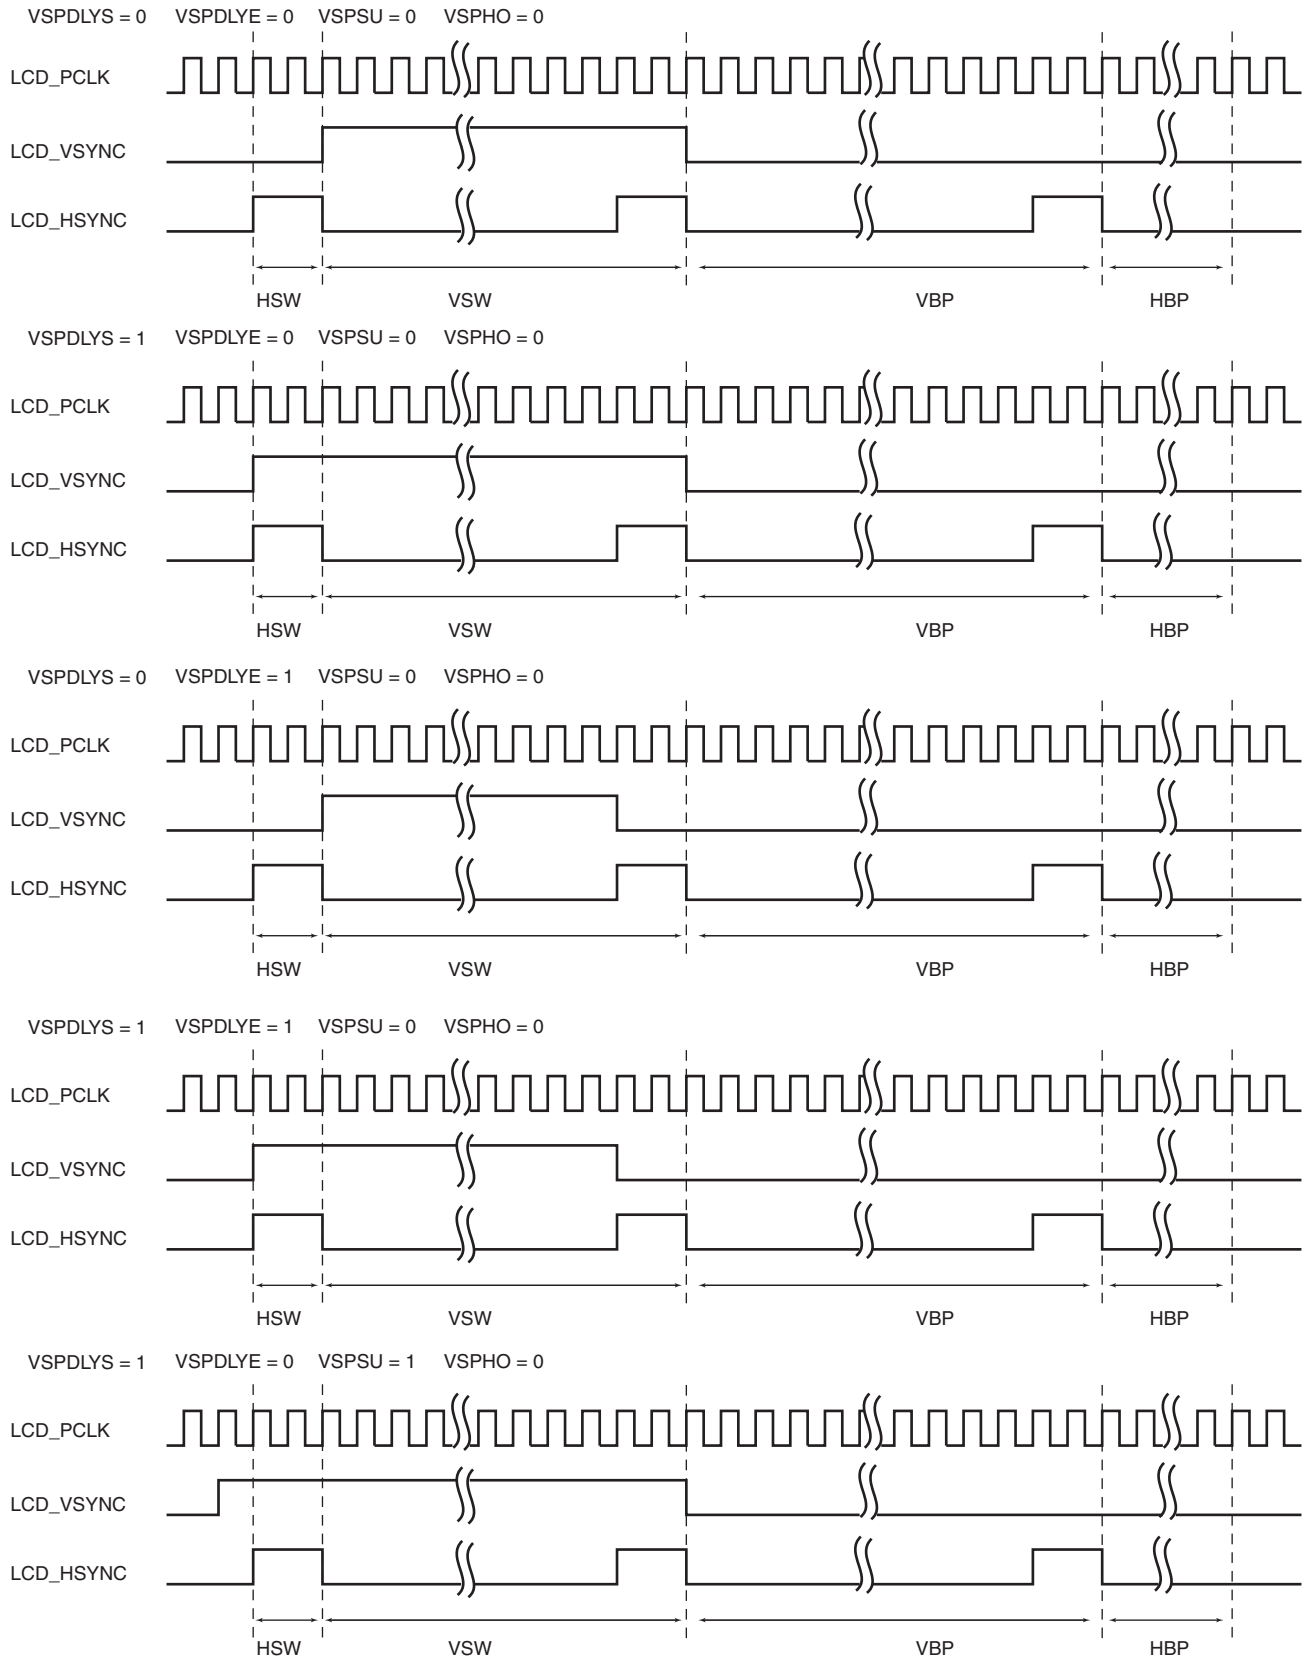 VSPDLYS = 0 VSPDLYE = 0 VSPSU = 0 VSPHO = 0
LCD_PCLK
LCD_VSYNC
LCD_HSYNC
HSW VSW VBP HBP
VSPDLYS = 1 VSPDLYE = 0 VSPSU = 0 VSPHO = 0
LCD_PCLK
LCD_VSYNC
LCD_HSYNC
HSW VSW VBP HBP
VSPDLYS = 0 VSPDLYE = 1 VSPSU = 0 VSPHO = 0
LCD_PCLK
LCD_VSYNC
LCD_HSYNC
HSW VSW VBP HBP
VSPDLYS = 1 VSPDLYE = 1 VSPSU = 0 VSPHO = 0
LCD_PCLK
LCD_VSYNC
LCD_HSYNC
HSW VSW VBP HBP
VSPDLYS = 1 VSPDLYE = 0 VSPSU = 1 VSPHO = 0
LCD_PCLK
LCD_VSYNC
LCD_HSYNC
HSW VSW VBP HBP